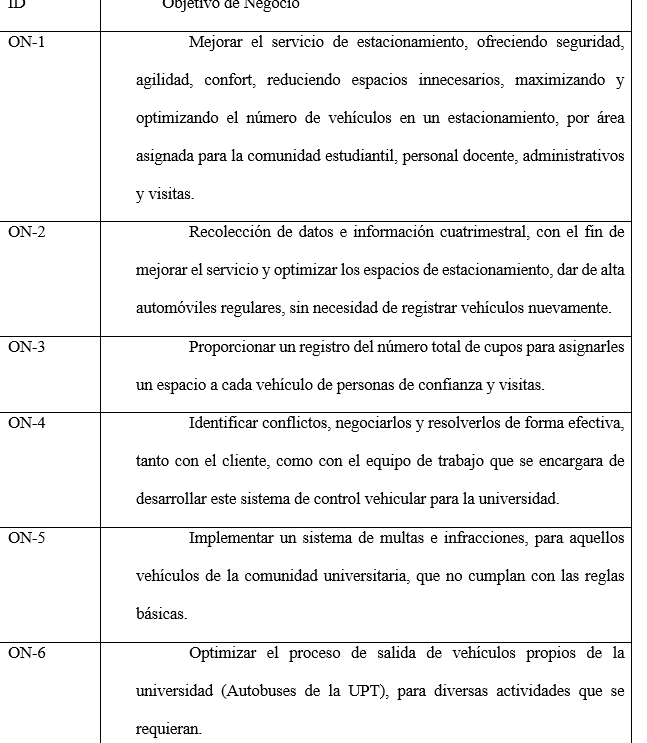 ID Objetivo de Negocio
ON-1 Mejorar el servicio de estacionamiento, ofreciendo seguridad,
agilidad, confort, reduciendo espacios innecesarios, maximizando y
optimizando el número de vehículos en un estacionamiento, por área
asignada para la comunidad estudiantil, personal docente, administrativos
y visitas.
ON-2 Recolección de datos e información cuatrimestral, con el fin de
mejorar el servicio y optimizar los espacios de estacionamiento, dar de alta
automóviles regulares, sin necesidad de registrar vehículos nuevamente.
ON-3 Proporcionar un registro del número total de cupos para asignarles
un espacio a cada vehículo de personas de confianza y visitas.
ON-4 Identificar conflictos, negociarlos y resolverlos de forma efectiva,
tanto con el cliente, como con el equipo de trabajo que se encargara de
desarrollar este sistema de control vehicular para la universidad.
ON-5 Implementar un sistema de multas e infracciones, para aquellos
vehículos de la comunidad universitaria, que no cumplan con las reglas
básicas.
ON-6 Optimizar el proceso de salida de vehículos propios de la
universidad (Autobuses de la UPT), para diversas actividades que se
requieran.